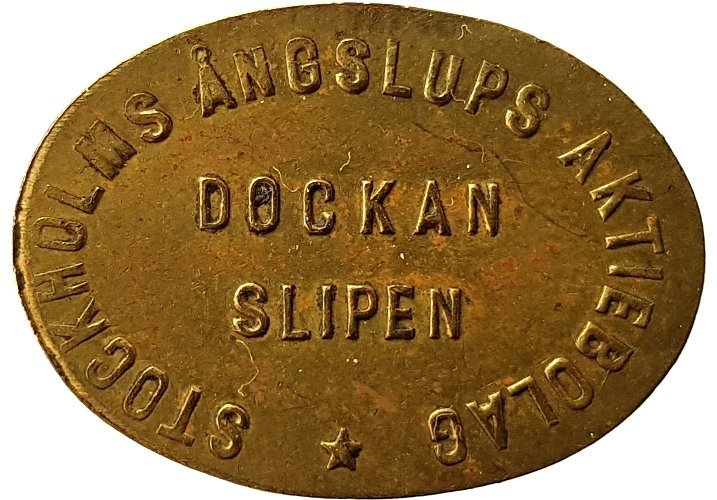 STOCKHOLMS ÅNGSLUPS AKTIEBOLAG
DOCKAN
SLIPEN